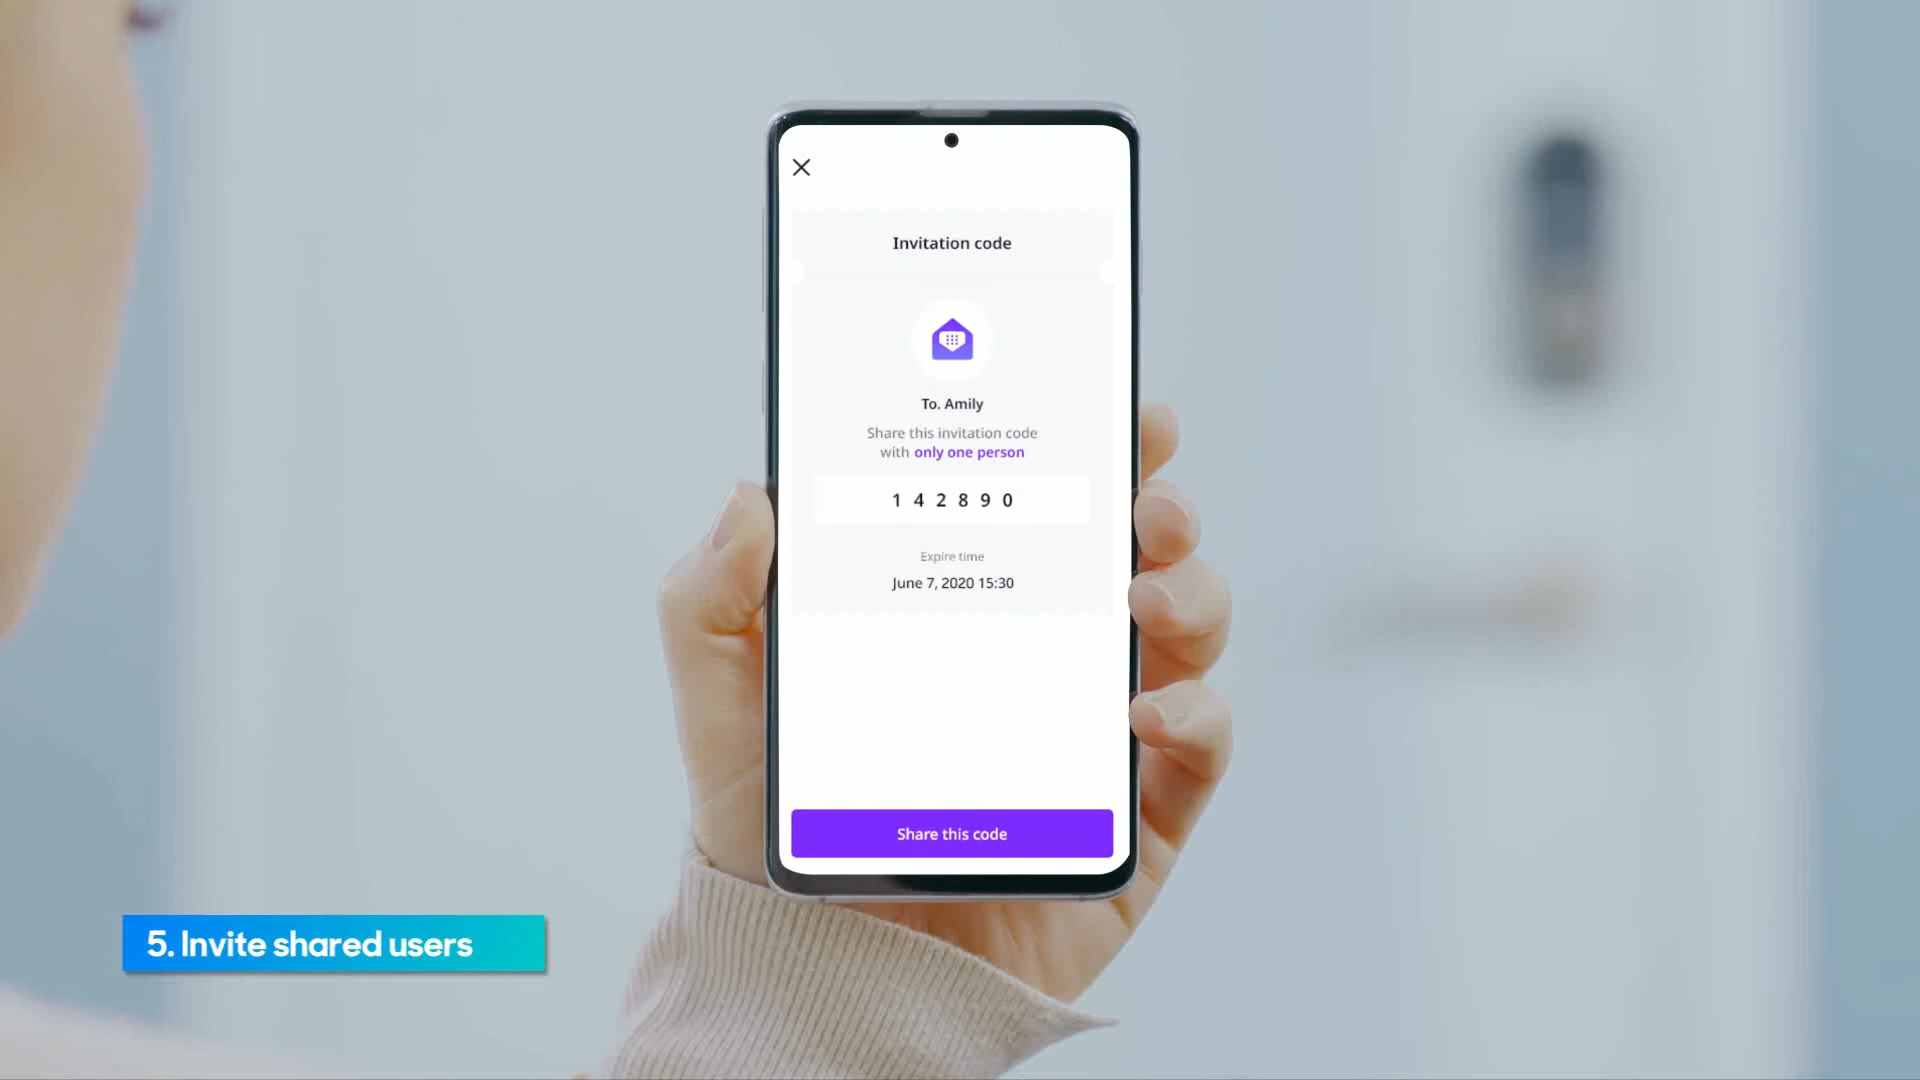 Invitation code
To. Amily
Share this invitation code
with only one person
1 4 2 8 9 0
Expire time
June 7, 2020 15:30
Share this code
5. Invite shared users